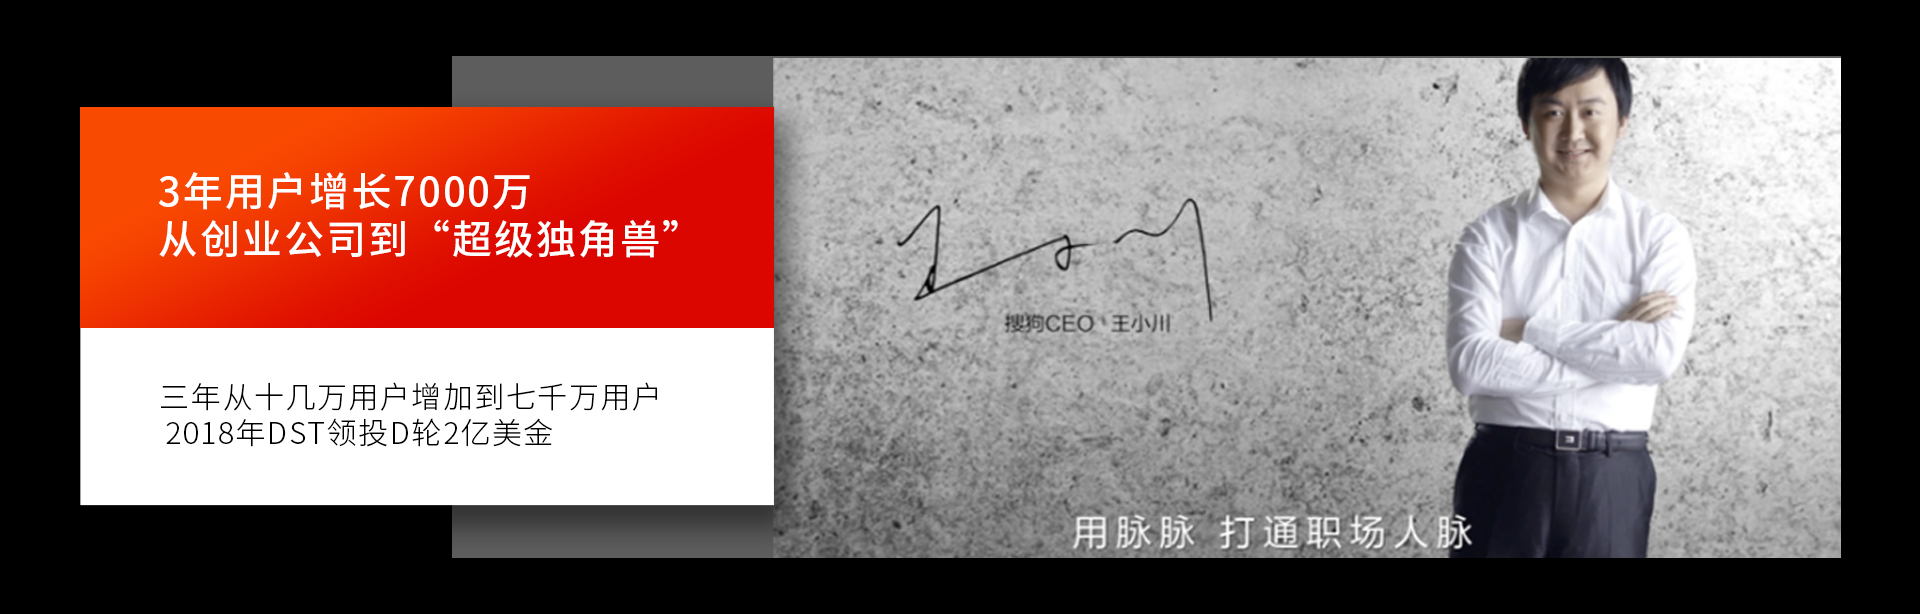 3年用户增长7000万
从创业公司到“超级独角兽”
三年从十几万用户增加到七千万用户
2018年DST领投D轮2亿美金
搜狗CEO 王小川
用脉脉 打通职场人脉